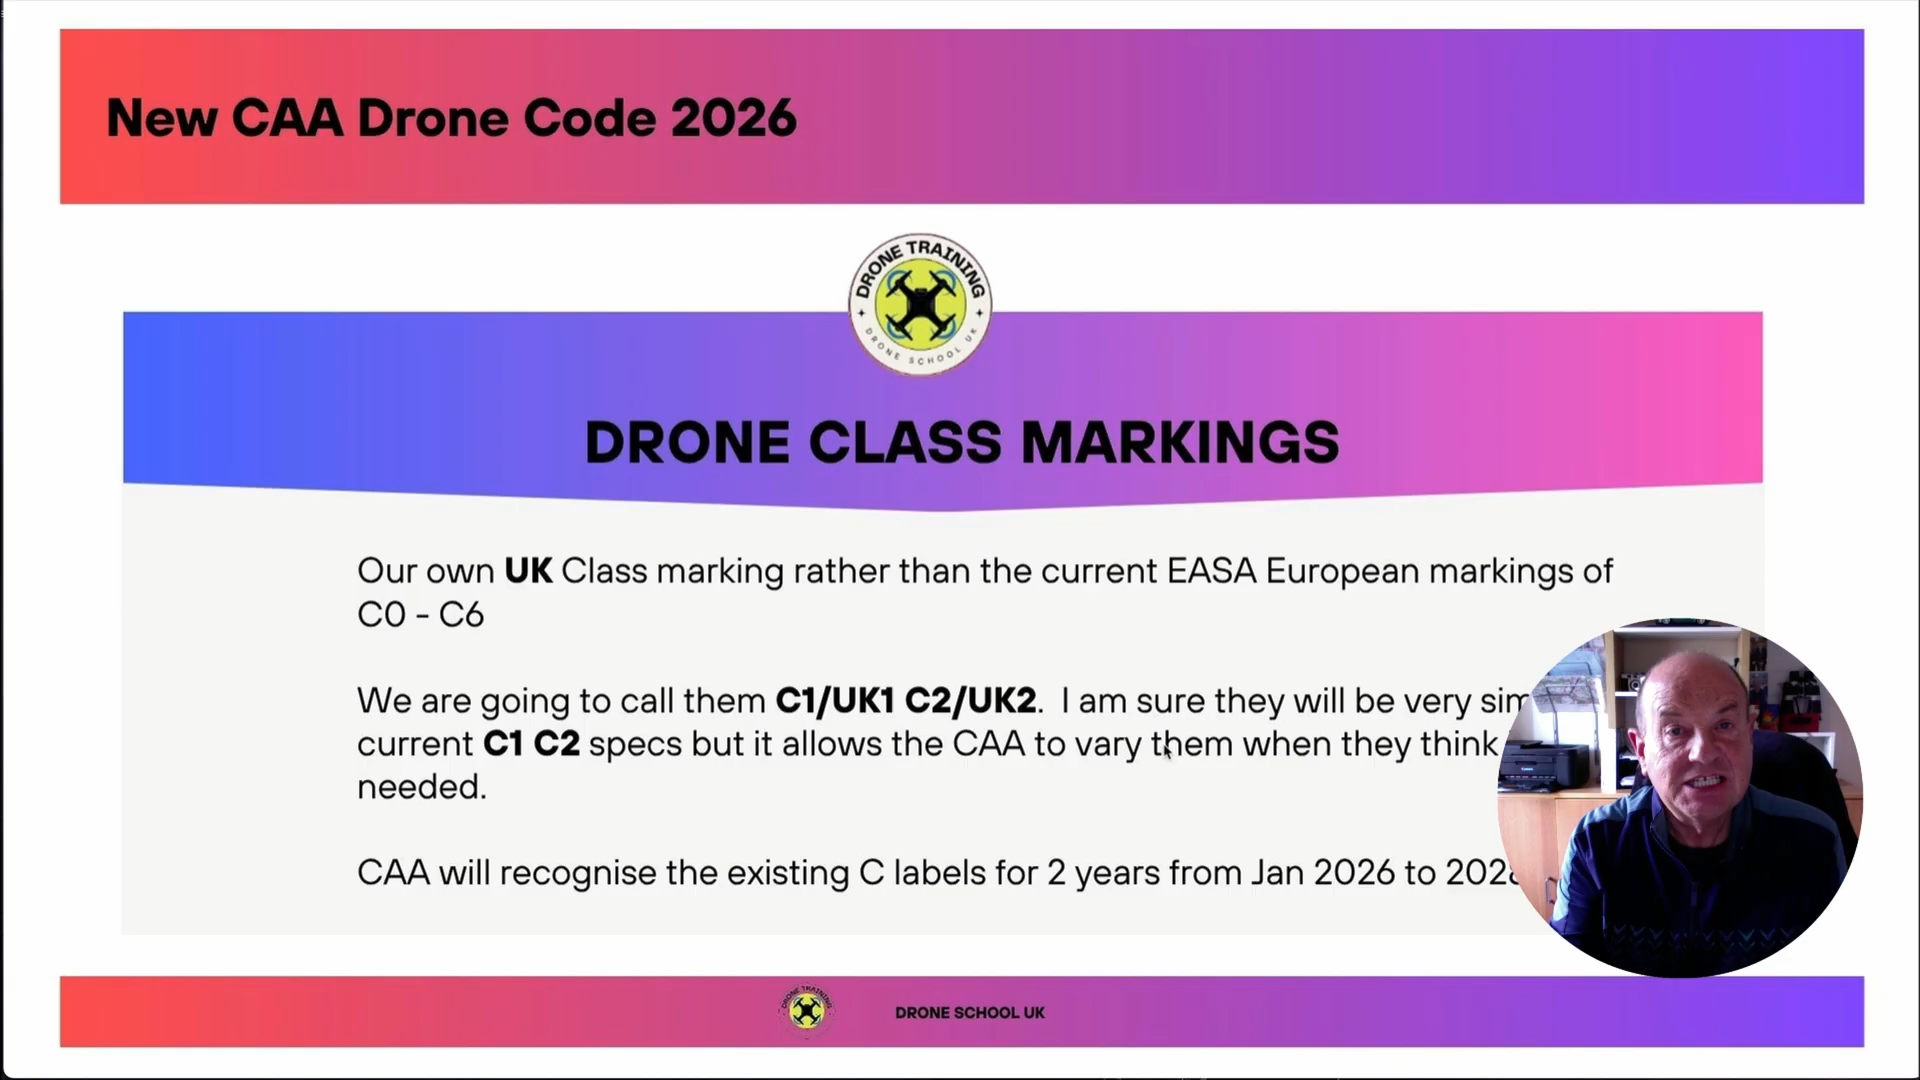 New CAA Drone Code 2026
DRONE TRAINING
DRONE SCHOOL UK
DRONE CLASS MARKINGS
Our own UK Class marking rather than the current EASA European markings of
C0 - C6
We are going to call them C1/UK1 C2/UK2. I am sure they will be very
current C1 C2 specs but it allows the CAA to vary them when they think
needed.
CAA will recognise the existing C labels for 2 years from Jan 2026 to
DRONE TRAINING
DRONE SCHOOL UK